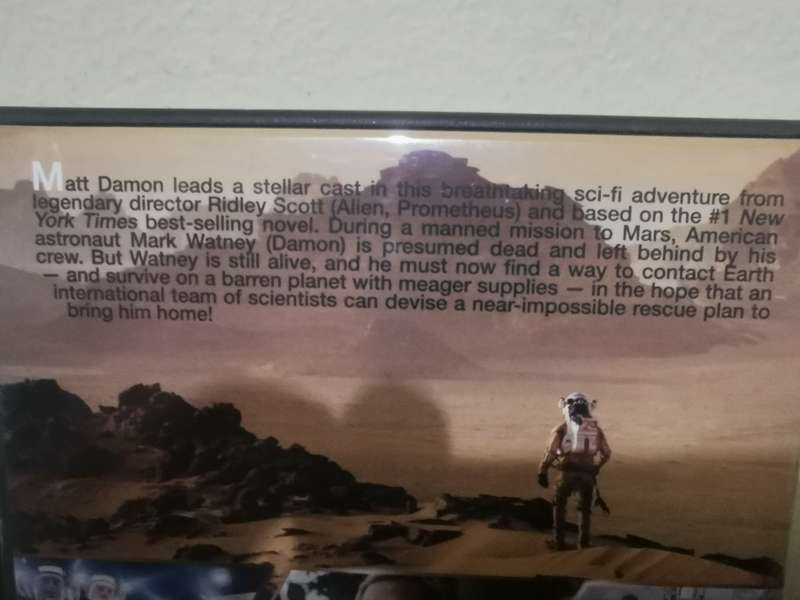 Matt Damon leads a stellar cast in this breathtaking sci-fi adventure from
legendary director Ridley Scott (Alien, Prometheus) and based on the #1 New
York Times best-selling novel. During a manned mission to Mars, American
astronaut Mark Watney (Damon) is presumed dead and left behind by his
crew. But Watney is still alive, and he must now find a way to contact Earth
— and survive on a barren planet with meager supplies — in the hope that an
international team of scientists can devise a near-impossible rescue plan to
bring him home!